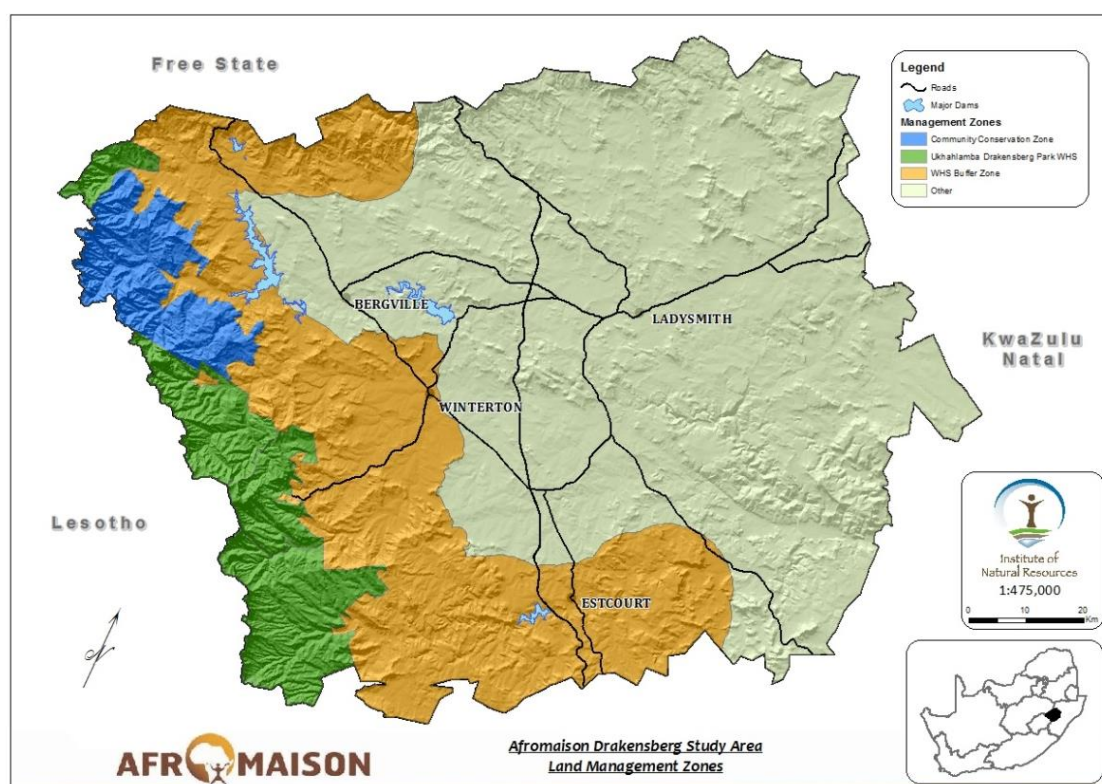 Free State
Legend
Roads
Major Dams
Management Zones
Community Conservation Zone
Ukhahlamba Drakensberg Park WHS
WHS Buffer Zone
Other
BERGVILLE
LADYSMITH
KwaZulu
Natal
WINTERTON
Lesotho
Institute of
Natural Resources
1:475,000
0 5 10 20
Km
ESTCOURT
AFROMAISON
Afromaison Drakensberg Study Area
Land Management Zones